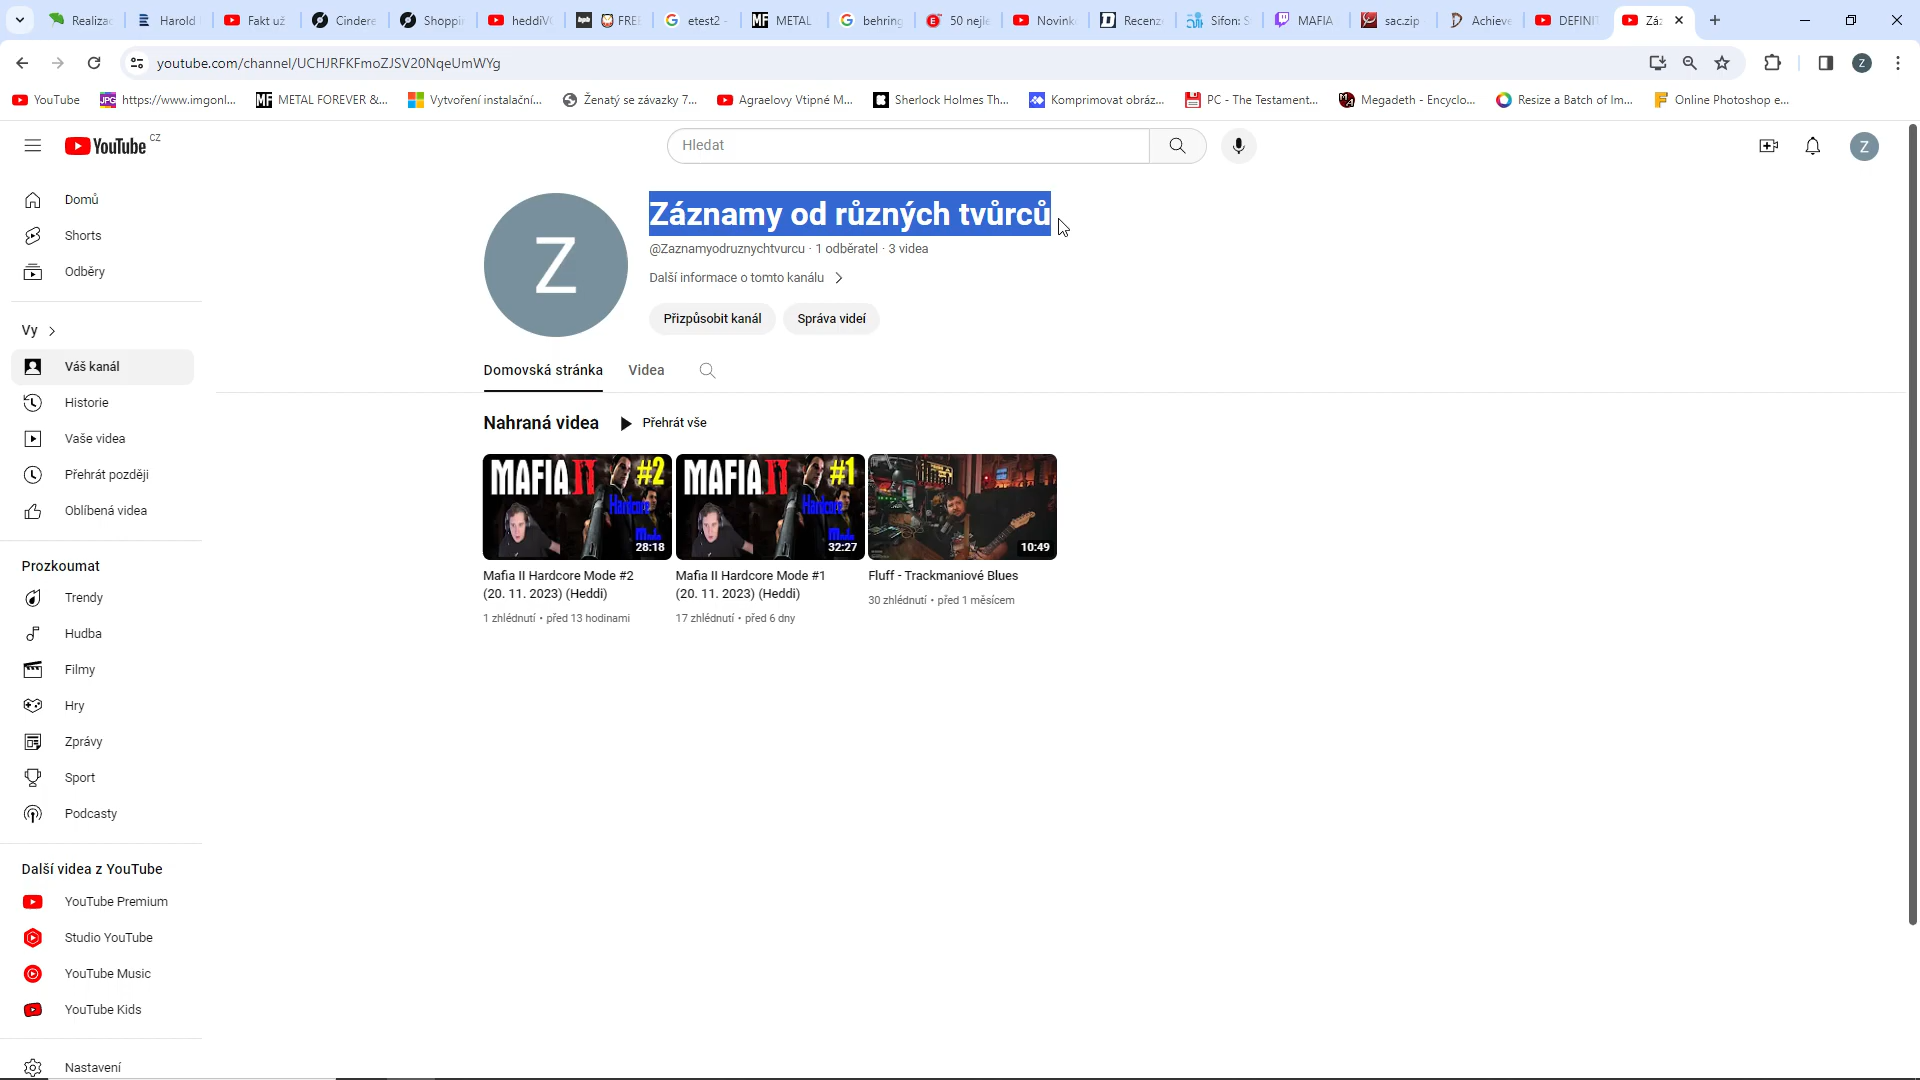 Realizac
Harold
Fakt už
Cindere
Shoppin
heddiVO
FREE
etest2 -
METAL
behring
50 nejle
Novink
Recenze
Sifon: S
MAFIA
sac.zip
Achieve
DEFINIT
Záz
youtube.com/channel/UCHJRFKFmoZJSV20NqeUmWYg
Z
YouTube
https://www.imgonl...
METAL FOREVER &...
Vytvoření instalační...
Ženatý se závazky 7...
Agraelovy Vtipné M...
Sherlock Holmes Th...
Komprimovat obráz...
PC - The Testament...
Megadeth - Encyclo...
Resize a Batch of Im...
Online Photoshop e...
YouTube CZ
Hledat
Z
Domů
Shorts
Odběry
Vy
Váš kanál
Historie
Vaše videa
Přehrát později
Oblíbená videa
Prozkoumat
Trendy
Hudba
Filmy
Hry
Zprávy
Sport
Podcasty
Další videa z YouTube
YouTube Premium
Studio YouTube
YouTube Music
YouTube Kids
Nastavení
Z
Záznamy od různých tvůrců
@Zaznamyodruznychtvurcu · 1 odběratel · 3 videa
Další informace o tomto kanálu
Přizpůsobit kanál
Správa videí
Domovská stránka
Videa
Nahraná videa
Přehrát vše
MAFIA II #2
Hardcore
Mode
28:18
Mafia II Hardcore Mode #2
(20. 11. 2023) (Heddi)
1 zhlédnutí • před 13 hodinami
MAFIA II #1
Hardcore
Mode
32:27
Mafia II Hardcore Mode #1
(20. 11. 2023) (Heddi)
17 zhlédnutí • před 6 dny
10:49
Fluff - Trackmaniové Blues
30 zhlédnutí • před 1 měsícem